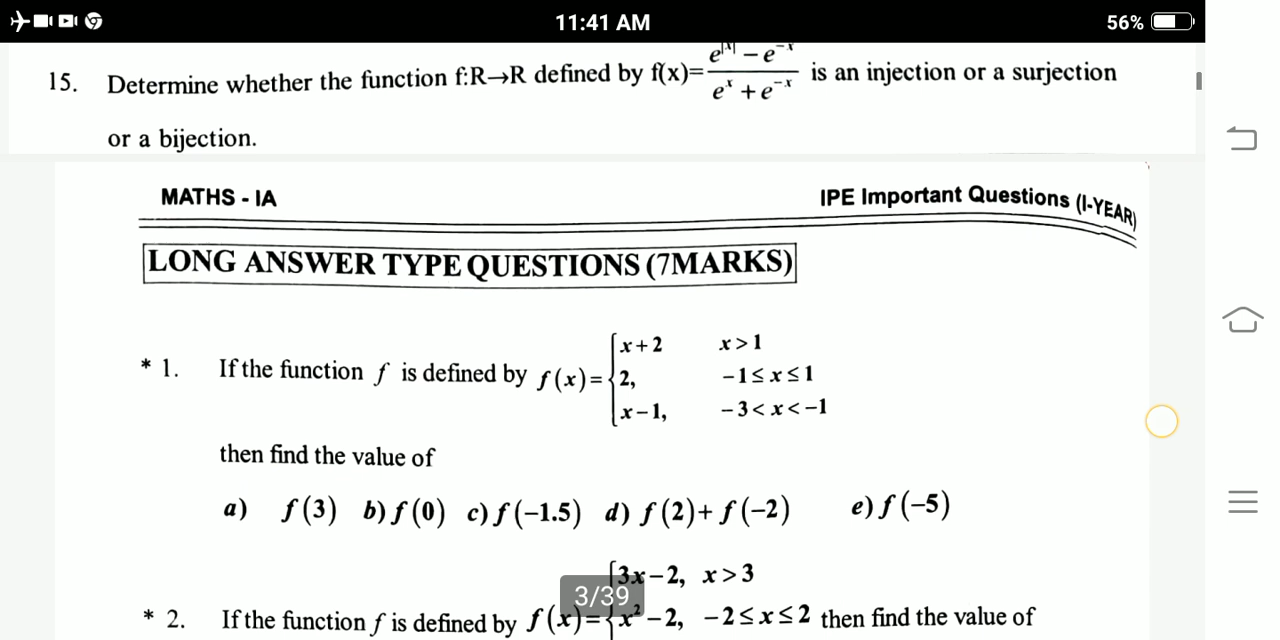 11:41 AM
56%
15. Determine whether the function f:R→R defined by f(x)=(e^|x| − e^−x)/(e^x + e^−x) is an injection or a surjection
or a bijection.
MATHS - IA
IPE Important Questions (I-YEAR)
LONG ANSWER TYPE QUESTIONS (7MARKS)
* 1. If the function f is defined by f(x)= { x+2 x>1
2, −1≤x≤1
x−1, −3<x<−1
then find the value of
a) f(3) b) f(0) c) f(−1.5) d) f(2)+ f(−2) e) f(−5)
3x−2, x>3
3/39
* 2. If the function f is defined by f(x)= { x²−2, −2≤x≤2 then find the value of